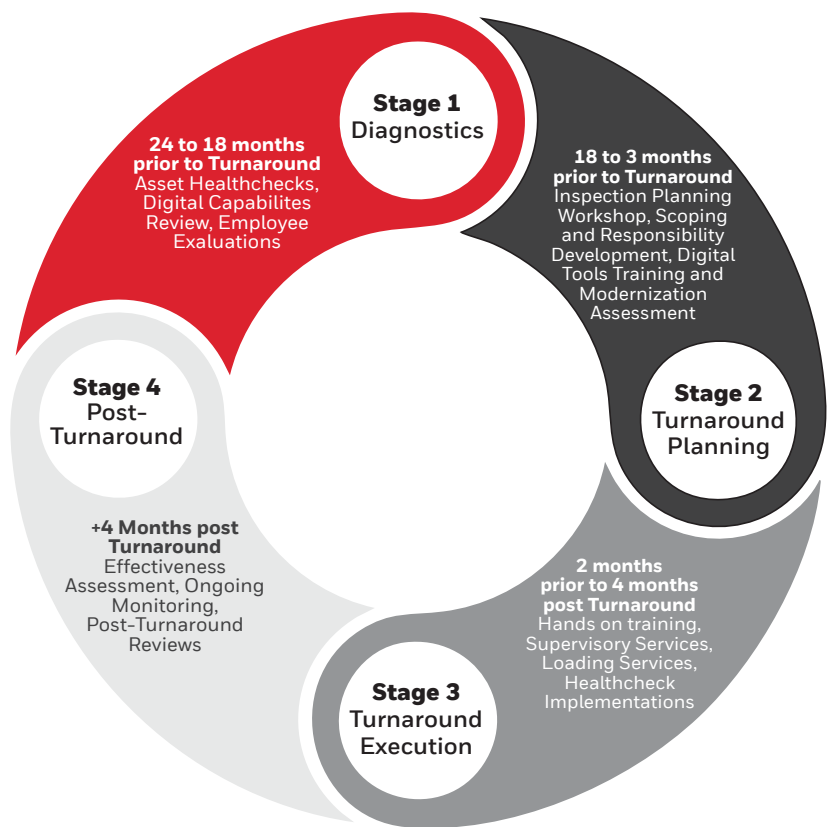 Stage 1
Diagnostics
24 to 18 months
prior to Turnaround
Asset Healthchecks,
Digital Capabilites
Review, Employee
Evaluations
18 to 3 months
prior to Turnaround
Inspection Planning
Workshop, Scoping
and Responsibility
Development, Digital
Tools Training and
Modernization
Assessment
Stage 2
Turnaround
Planning
2 months
prior to 4 months
post Turnaround
Hands on training,
Supervisory Services,
Loading Services,
Healthcheck
Implementations
Stage 3
Turnaround
Execution
Stage 4
Post-
Turnaround
+4 Months post
Turnaround
Effectiveness
Assessment, Ongoing
Monitoring,
Post-Turnaround
Reviews